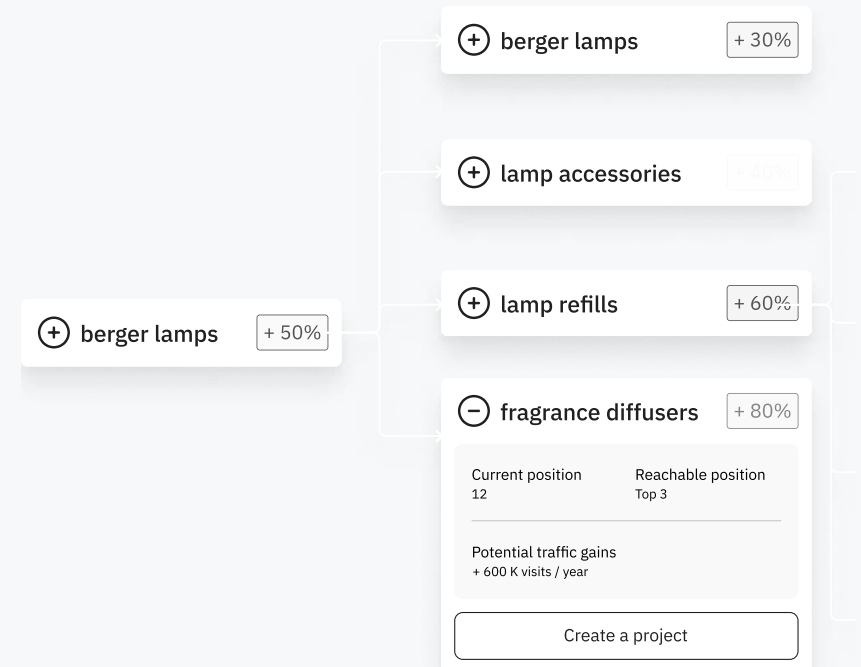 berger lamps + 30%
lamp accessories
berger lamps + 50%
lamp refills + 60%
fragrance diffusers + 80%
Current position Reachable position
12 Top 3
Potential traffic gains
+ 600 K visits / year
Create a project